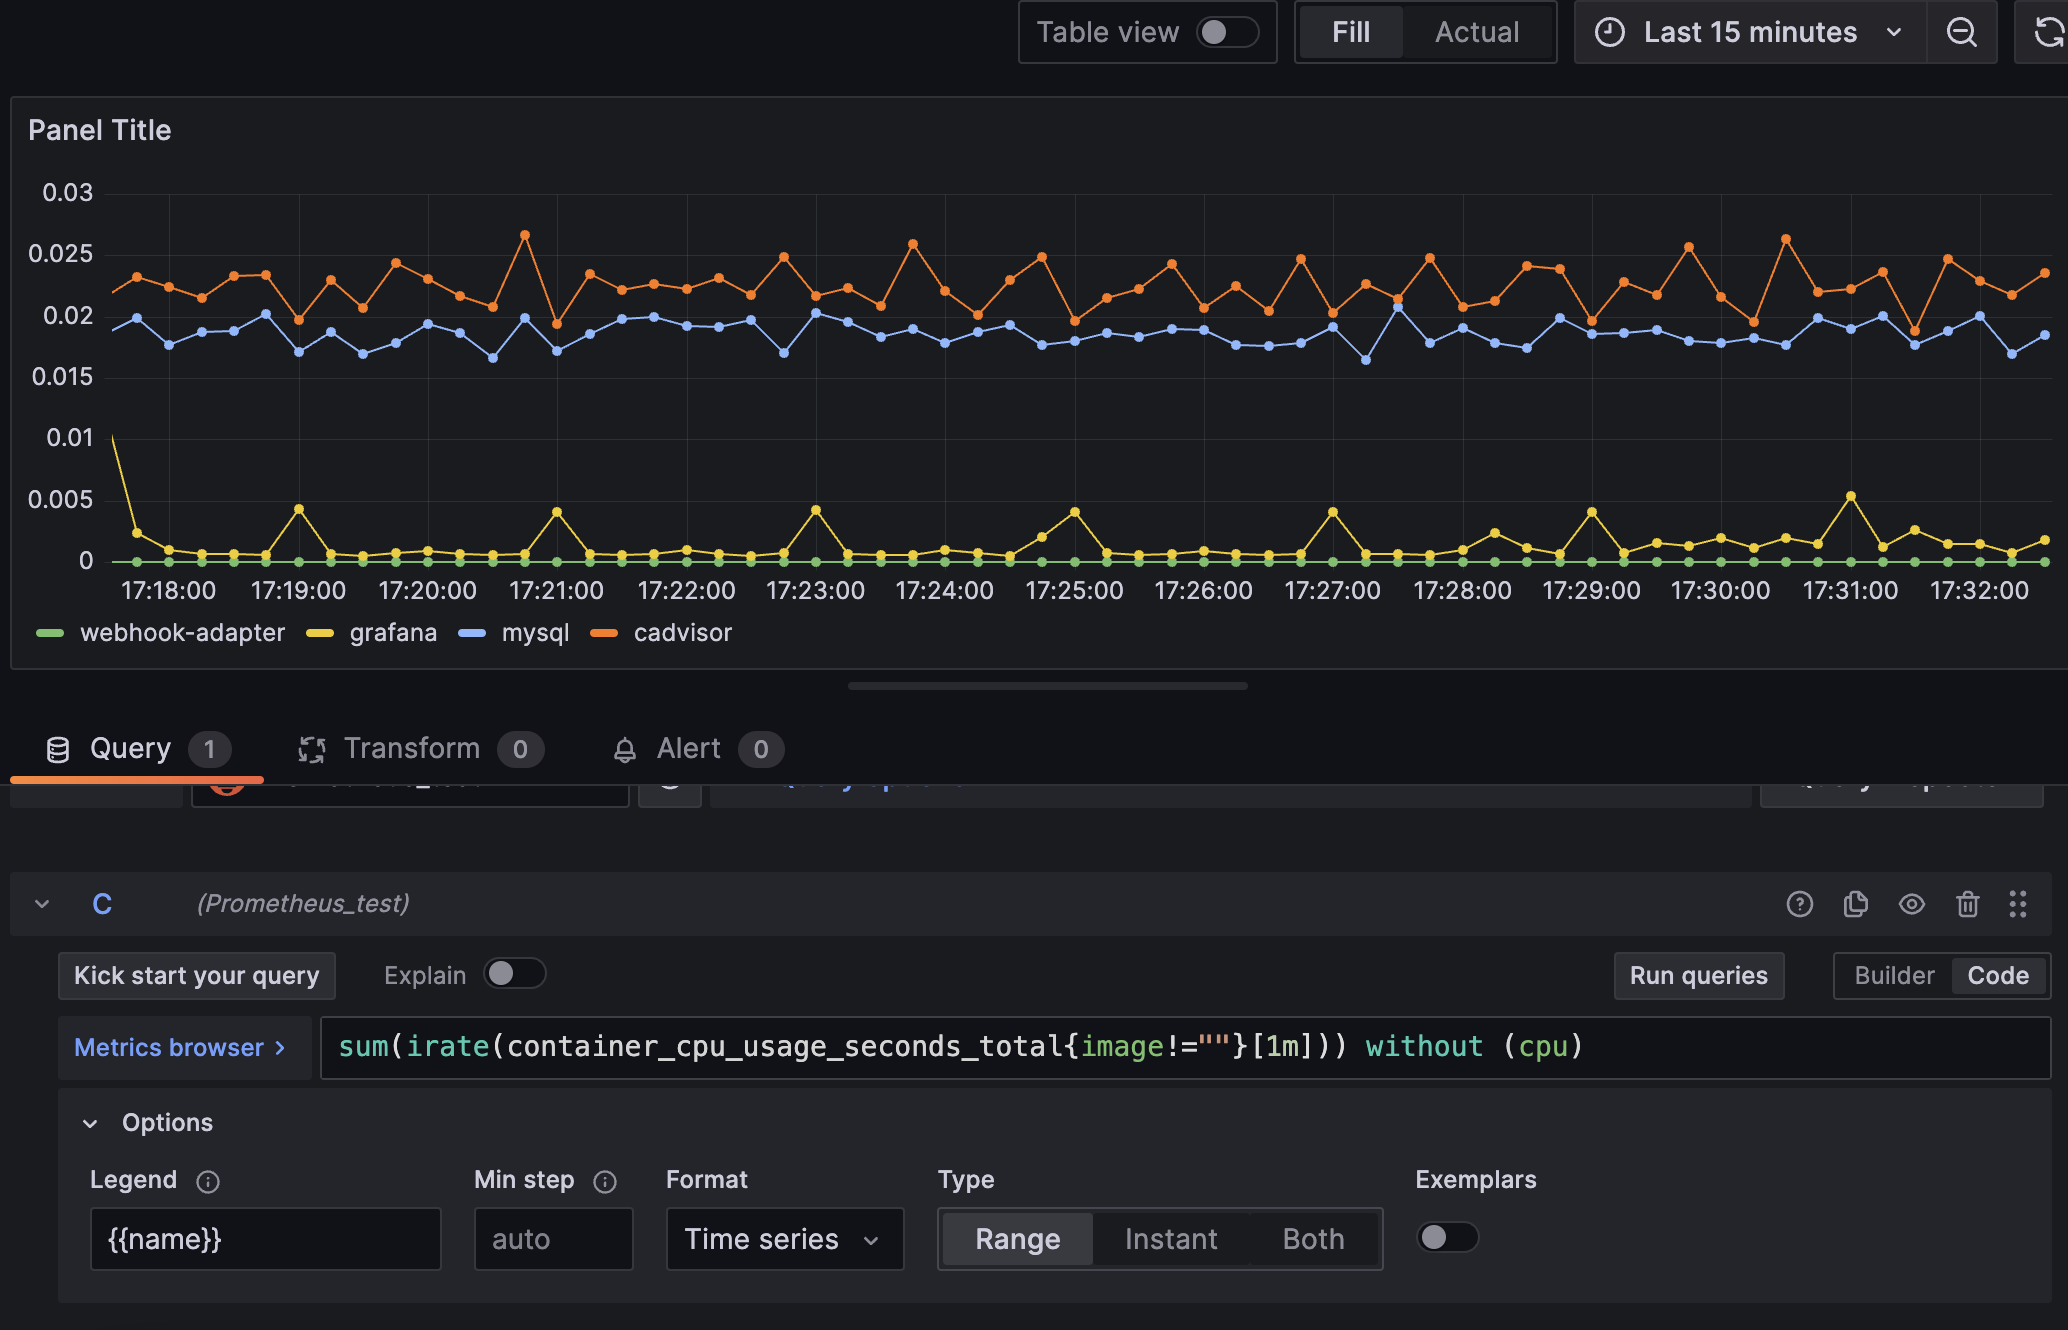 Table view Fill Actual Last 15 minutes
Panel Title
0.03
0.025
0.02
0.015
0.01
0.005
0
17:18:00 17:19:00 17:20:00 17:21:00 17:22:00 17:23:00 17:24:00 17:25:00 17:26:00 17:27:00 17:28:00 17:29:00 17:30:00 17:31:00 17:32:00
webhook-adapter grafana mysql cadvisor
Query 1 Transform 0 Alert 0
C (Prometheus_test)
Kick start your query Explain Run queries Builder Code
Metrics browser > sum(irate(container_cpu_usage_seconds_total{image!=""}[1m])) without (cpu)
Options
Legend Min step Format Type Exemplars
{{name}} auto Time series Range Instant Both